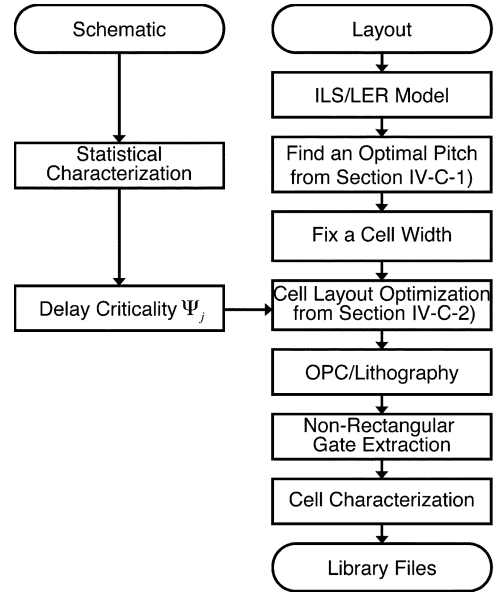 Schematic
Statistical
Characterization
Delay Criticality Ψj
Layout
ILS/LER Model
Find an Optimal Pitch
from Section IV-C-1)
Fix a Cell Width
Cell Layout Optimization
from Section IV-C-2)
OPC/Lithography
Non-Rectangular
Gate Extraction
Cell Characterization
Library Files